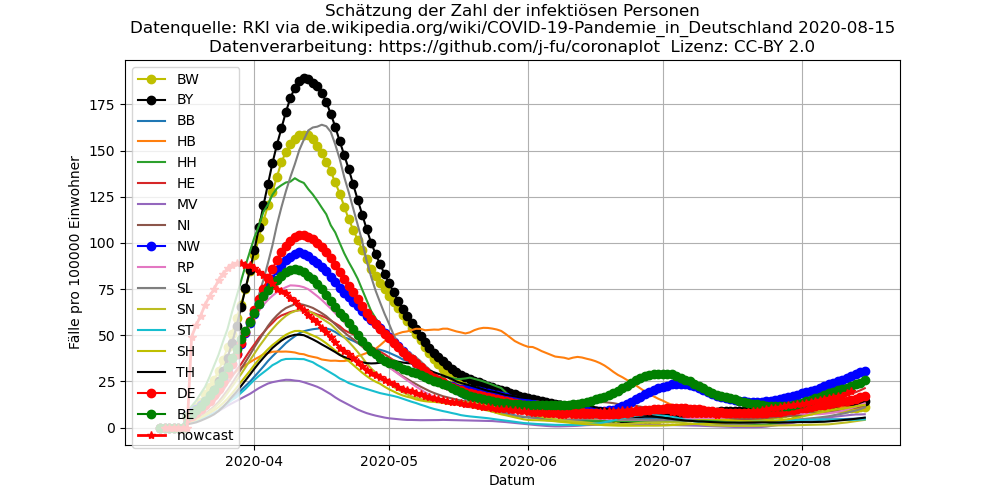 Schätzung der Zahl der infektiösen Personen
Datenquelle: RKI via de.wikipedia.org/wiki/COVID-19-Pandemie_in_Deutschland 2020-08-15
Datenverarbeitung: https://github.com/j-fu/coronaplot  Lizenz: CC-BY 2.0
BW
BY
BB
HB
HH
HE
MV
NI
NW
RP
SL
SN
ST
SH
TH
DE
BE
nowcast
175
150
125
100
75
50
25
0
Fälle pro 100000 Einwohner
2020-04
2020-05
2020-06
2020-07
2020-08
Datum